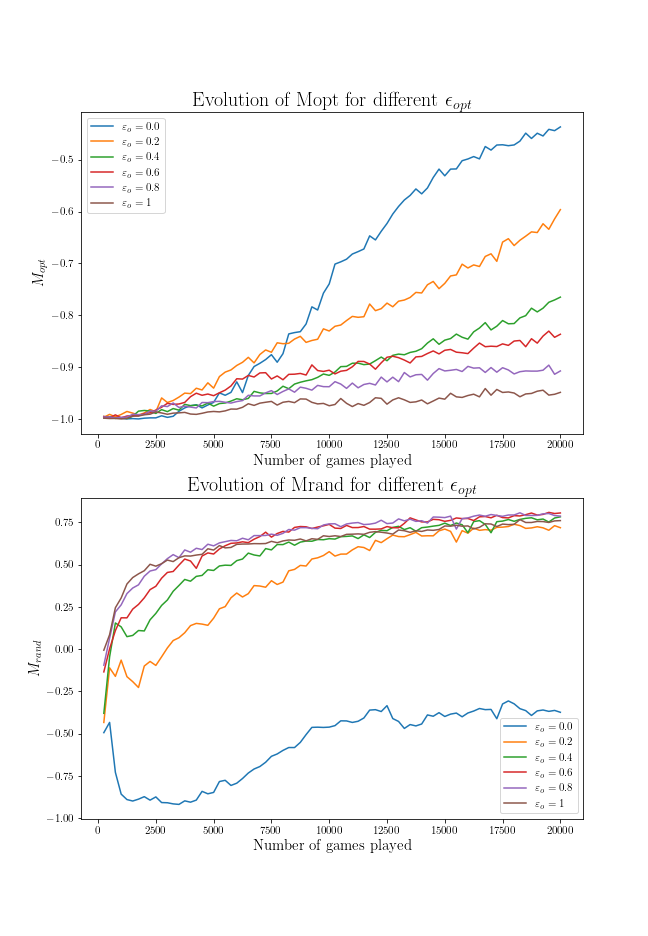 Evolution of Mopt for different ϵ_opt
ε_o = 0.0
ε_o = 0.2
ε_o = 0.4
ε_o = 0.6
ε_o = 0.8
ε_o = 1
−0.5
−0.6
−0.7
−0.8
−0.9
−1.0
M_opt
0 2500 5000 7500 10000 12500 15000 17500 20000
Number of games played
Evolution of Mrand for different ϵ_opt
0.75
0.50
0.25
0.00
−0.25
−0.50
−0.75
−1.00
M_rand
ε_o = 0.0
ε_o = 0.2
ε_o = 0.4
ε_o = 0.6
ε_o = 0.8
ε_o = 1
0 2500 5000 7500 10000 12500 15000 17500 20000
Number of games played